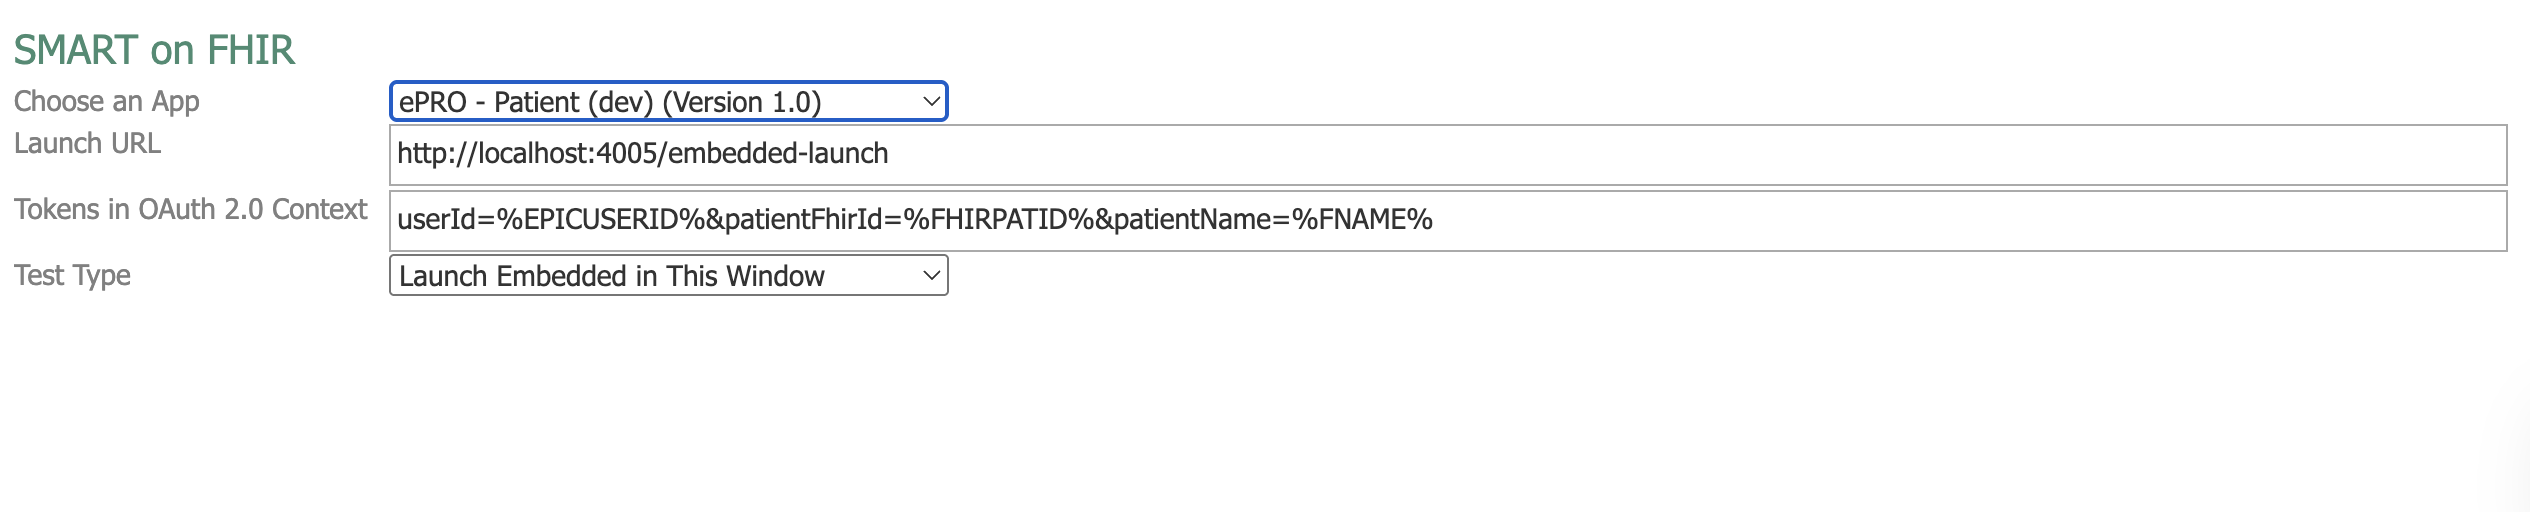 SMART on FHIR
Choose an App ePRO - Patient (dev) (Version 1.0)
Launch URL http://localhost:4005/embedded-launch
Tokens in OAuth 2.0 Context userId=%EPICUSERID%&patientFhirId=%FHIRPATID%&patientName=%FNAME%
Test Type Launch Embedded in This Window